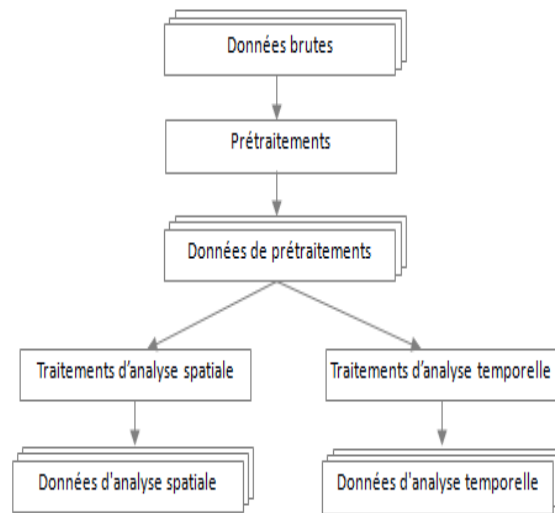 Données brutes
Prétraitements
Données de prétraitements
Traitements d’analyse spatiale
Traitements d’analyse temporelle
Données d'analyse spatiale
Données d'analyse temporelle